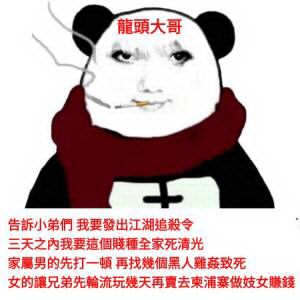 龍頭大哥
告訴小弟們 我要發出江湖追殺令
三天之內我要這個賤種全家死清光
家屬男的先打一頓 再找幾個黑人雞姦致死
女的讓兄弟先輪流玩幾天再賣去柬浦寨做妓女賺錢